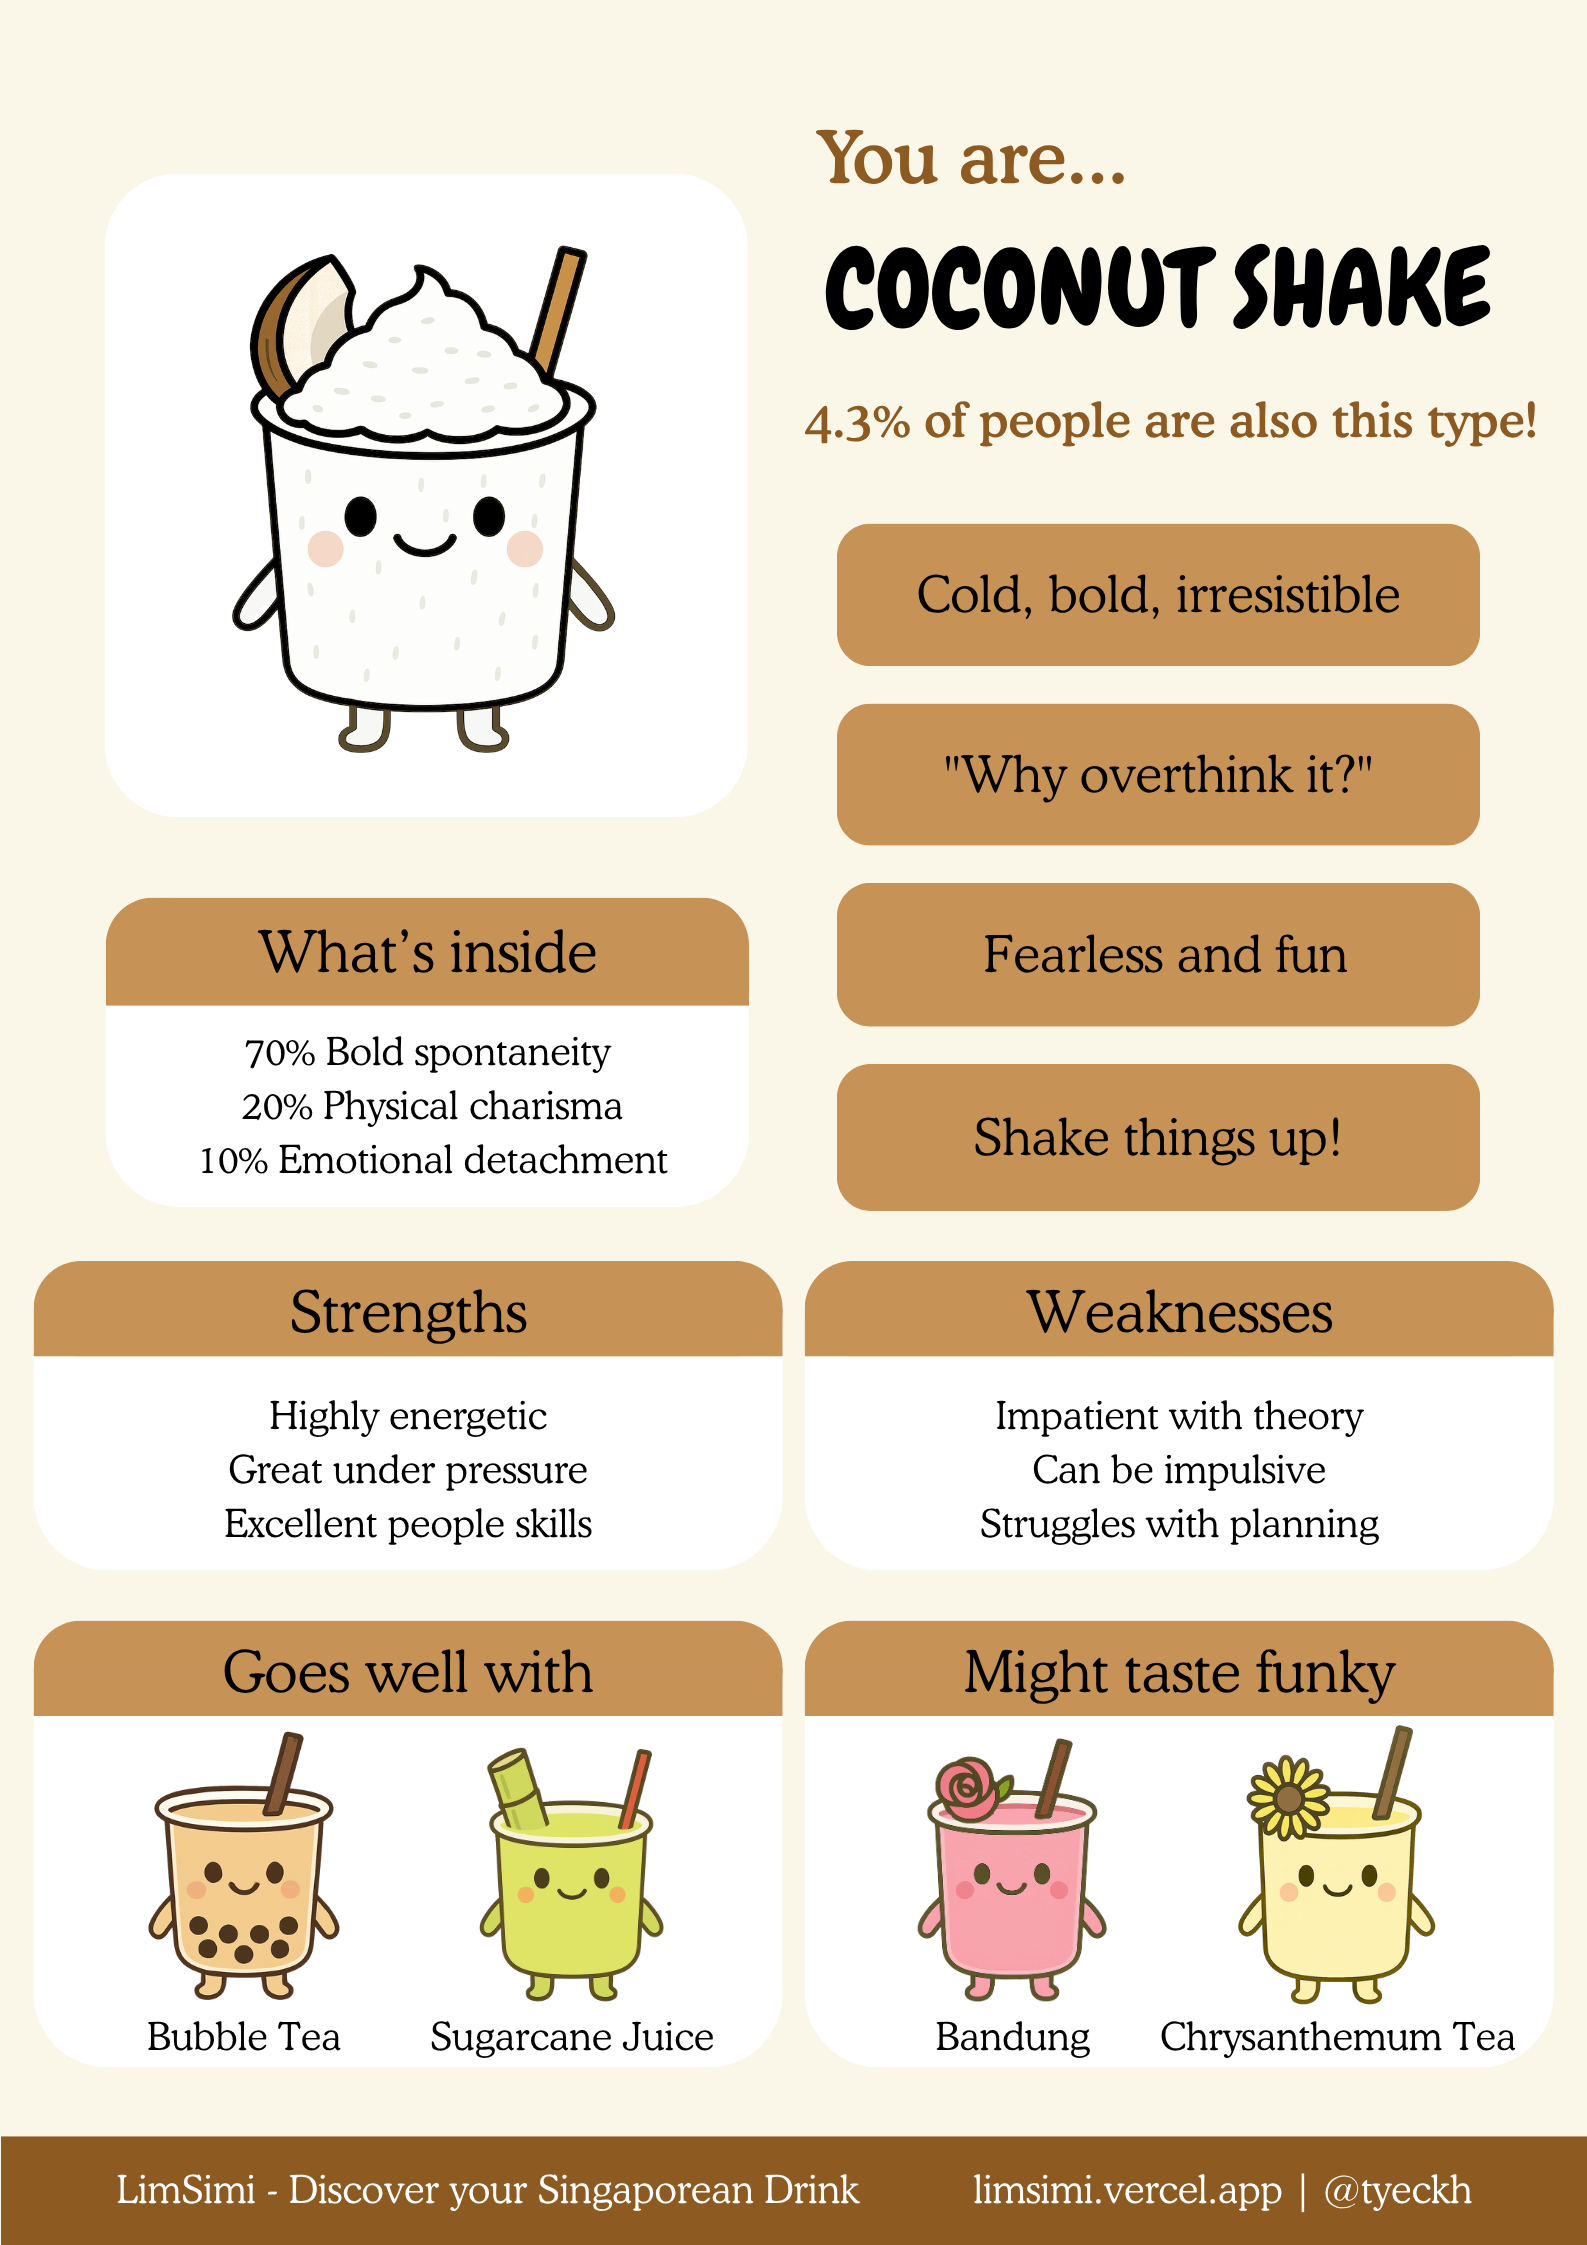 You are...
COCONUT SHAKE
4.3% of people are also this type!
Cold, bold, irresistible
"Why overthink it?"
Fearless and fun
Shake things up!
What's inside
70% Bold spontaneity
20% Physical charisma
10% Emotional detachment
Strengths
Highly energetic
Great under pressure
Excellent people skills
Weaknesses
Impatient with theory
Can be impulsive
Struggles with planning
Goes well with
Bubble Tea
Sugarcane Juice
Might taste funky
Bandung
Chrysanthemum Tea
LimSimi - Discover your Singaporean Drink
limsimi.vercel.app | @tyeckh